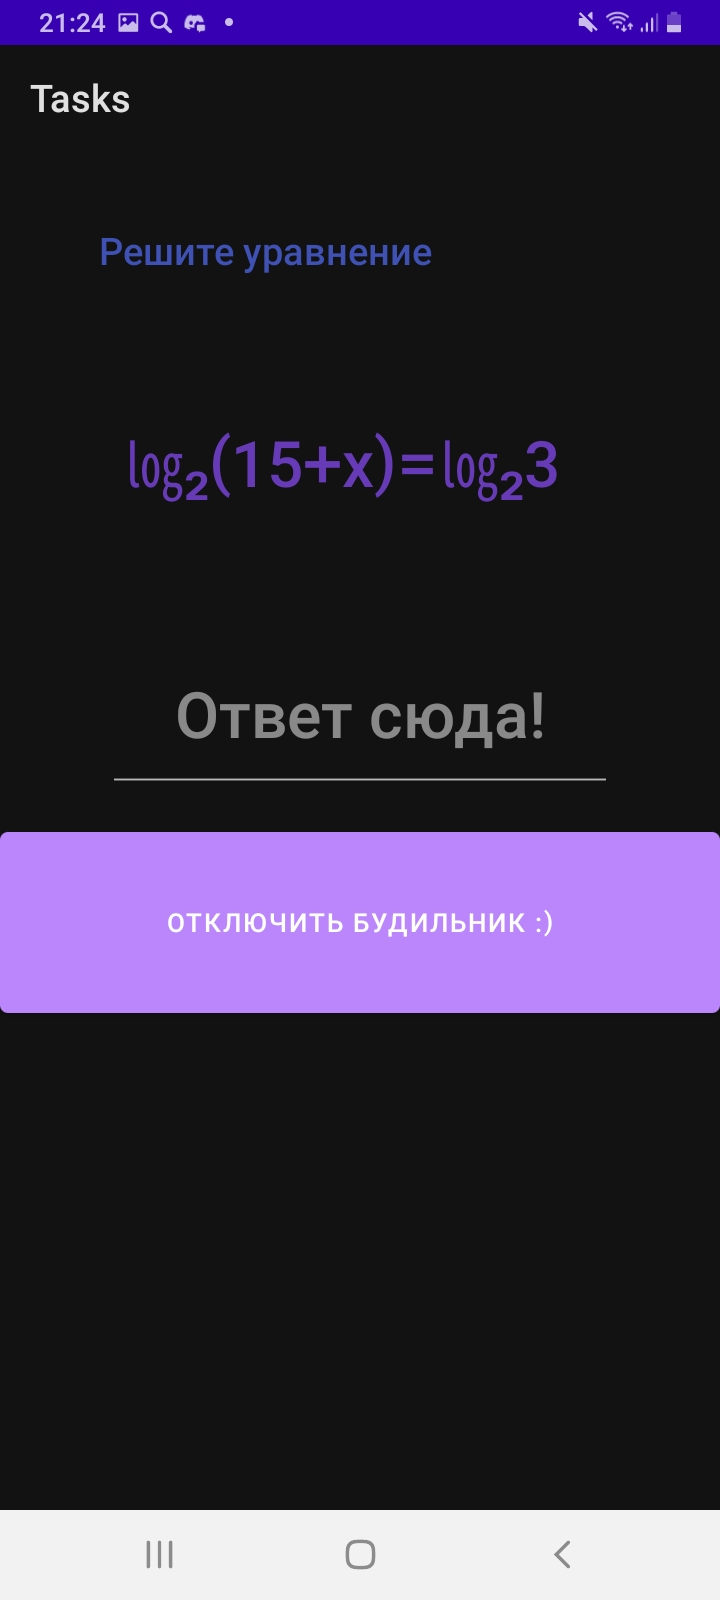 21:24
Tasks
Решите уравнение
㏒₂(15+x)=㏒₂3
Ответ сюда!
ОТКЛЮЧИТЬ БУДИЛЬНИК :)